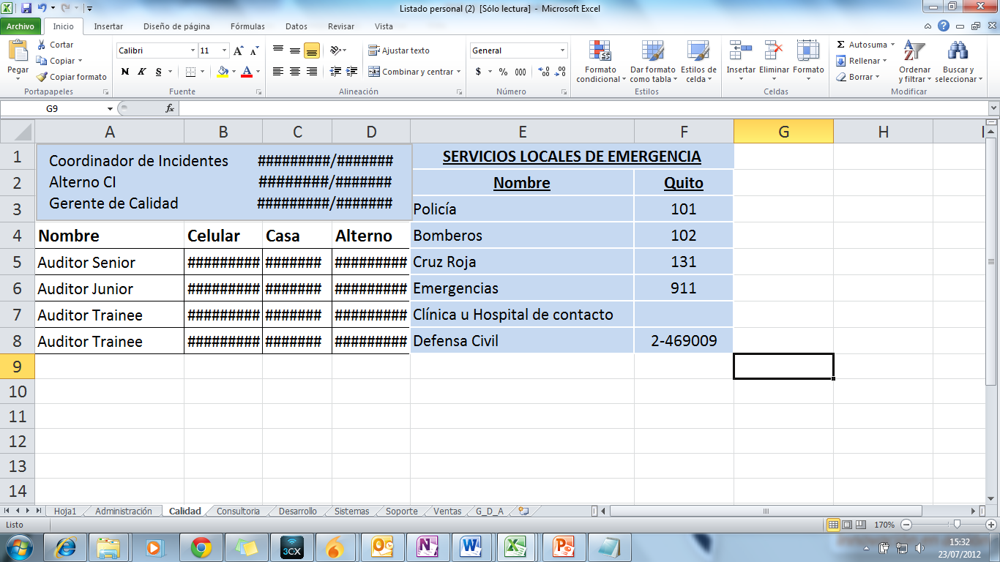 Listado personal (2) [Sólo lectura] - Microsoft Excel
Archivo Inicio Insertar Diseño de página Fórmulas Datos Revisar Vista
Pegar
Cortar
Copiar
Copiar formato
Portapapeles
Calibri 11
N K S
Fuente
Ajustar texto
Combinar y centrar
Alineación
General
$ % 000
Número
Formato condicional
Dar formato como tabla
Estilos de celda
Estilos
Insertar Eliminar Formato
Celdas
Autosuma
Rellenar
Borrar
Ordenar y filtrar
Buscar y seleccionar
Modificar
G9 fx
A B C D E F G H I
1 Coordinador de Incidentes #########/####### SERVICIOS LOCALES DE EMERGENCIA
2 Alterno CI ########/####### Nombre Quito
3 Gerente de Calidad #########/####### Policía 101
4 Nombre Celular Casa Alterno Bomberos 102
5 Auditor Senior ######### ####### ######### Cruz Roja 131
6 Auditor Junior ######### ####### ######### Emergencias 911
7 Auditor Trainee ######### ####### ######### Clínica u Hospital de contacto
8 Auditor Trainee ######### ####### ######### Defensa Civil 2-469009
9
10
11
12
13
14
Hoja1 Administración Calidad Consultoria Desarrollo Sistemas Soporte Ventas G_D_A
Listo 170%
3CX
15:32
23/07/2012